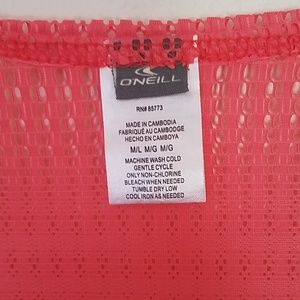 O'NEILL
RN# 85773
MADE IN CAMBODIA
FABRIQUÉ AU CAMBODGE
HECHO EN CAMBOYA
M/L M/G M/G
MACHINE WASH COLD
GENTLE CYCLE
ONLY NON-CHLORINE
BLEACH WHEN NEEDED
TUMBLE DRY LOW
COOL IRON AS NEEDED